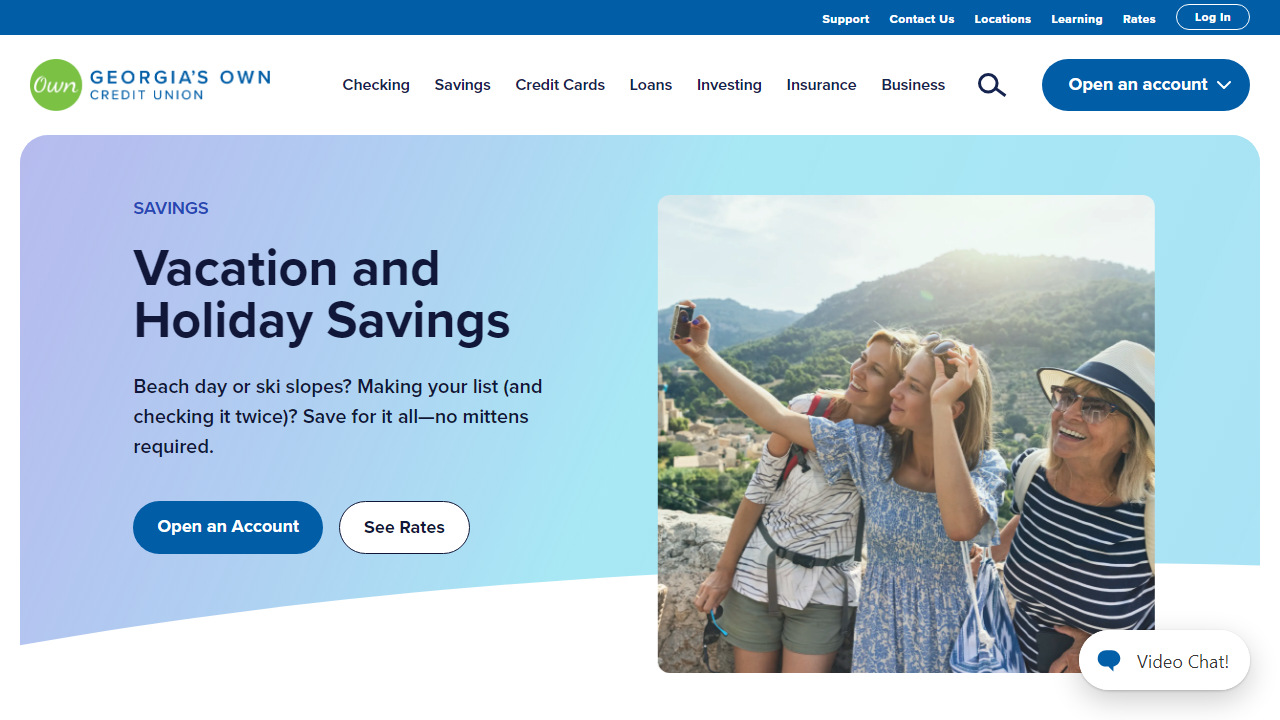 Support Contact Us Locations Learning Rates Log In
Own GEORGIA'S OWN
CREDIT UNION
Checking Savings Credit Cards Loans Investing Insurance Business Open an account
SAVINGS
Vacation and
Holiday Savings
Beach day or ski slopes? Making your list (and
checking it twice)? Save for it all—no mittens
required.
Open an Account See Rates
Video Chat!